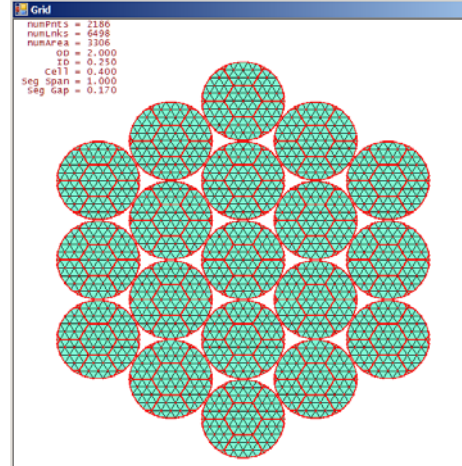 Grid
numPnts = 2186
numLnks = 6498
numArea = 3306
OD = 2.000
ID = 0.250
Cell = 0.400
Seg Span = 1.000
Seg Gap = 0.170